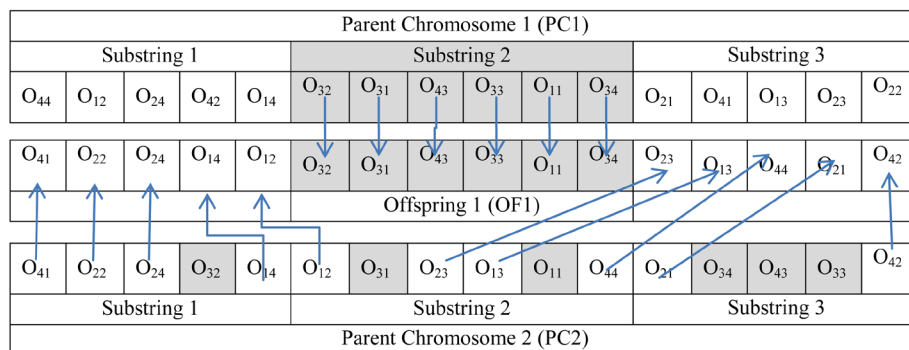 Parent Chromosome 1 (PC1)
Substring 1 Substring 2 Substring 3
O44 O12 O24 O42 O14 O32 O31 O43 O33 O11 O34 O21 O41 O13 O23 O22
O41 O22 O24 O14 O12 O32 O31 O43 O33 O11 O34 O23 O13 O44 O21 O42
Offspring 1 (OF1)
O41 O22 O24 O32 O14 O12 O31 O23 O13 O11 O44 O21 O34 O43 O33 O42
Substring 1 Substring 2 Substring 3
Parent Chromosome 2 (PC2)